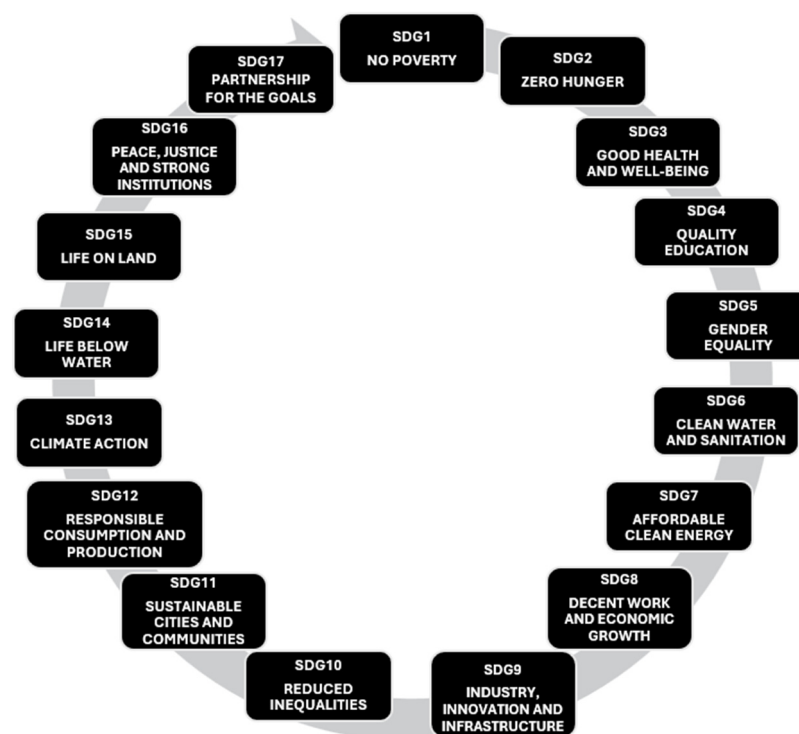 SDG1
NO POVERTY
SDG2
ZERO HUNGER
SDG3
GOOD HEALTH
AND WELL-BEING
SDG4
QUALITY
EDUCATION
SDG5
GENDER
EQUALITY
SDG6
CLEAN WATER
AND SANITATION
SDG7
AFFORDABLE
CLEAN ENERGY
SDG8
DECENT WORK
AND ECONOMIC
GROWTH
SDG9
INDUSTRY,
INNOVATION AND
INFRASTRUCTURE
SDG10
REDUCED
INEQUALITIES
SDG11
SUSTAINABLE
CITIES AND
COMMUNITIES
SDG12
RESPONSIBLE
CONSUMPTION AND
PRODUCTION
SDG13
CLIMATE ACTION
SDG14
LIFE BELOW
WATER
SDG15
LIFE ON LAND
SDG16
PEACE, JUSTICE
AND STRONG
INSTITUTIONS
SDG17
PARTNERSHIP
FOR THE GOALS